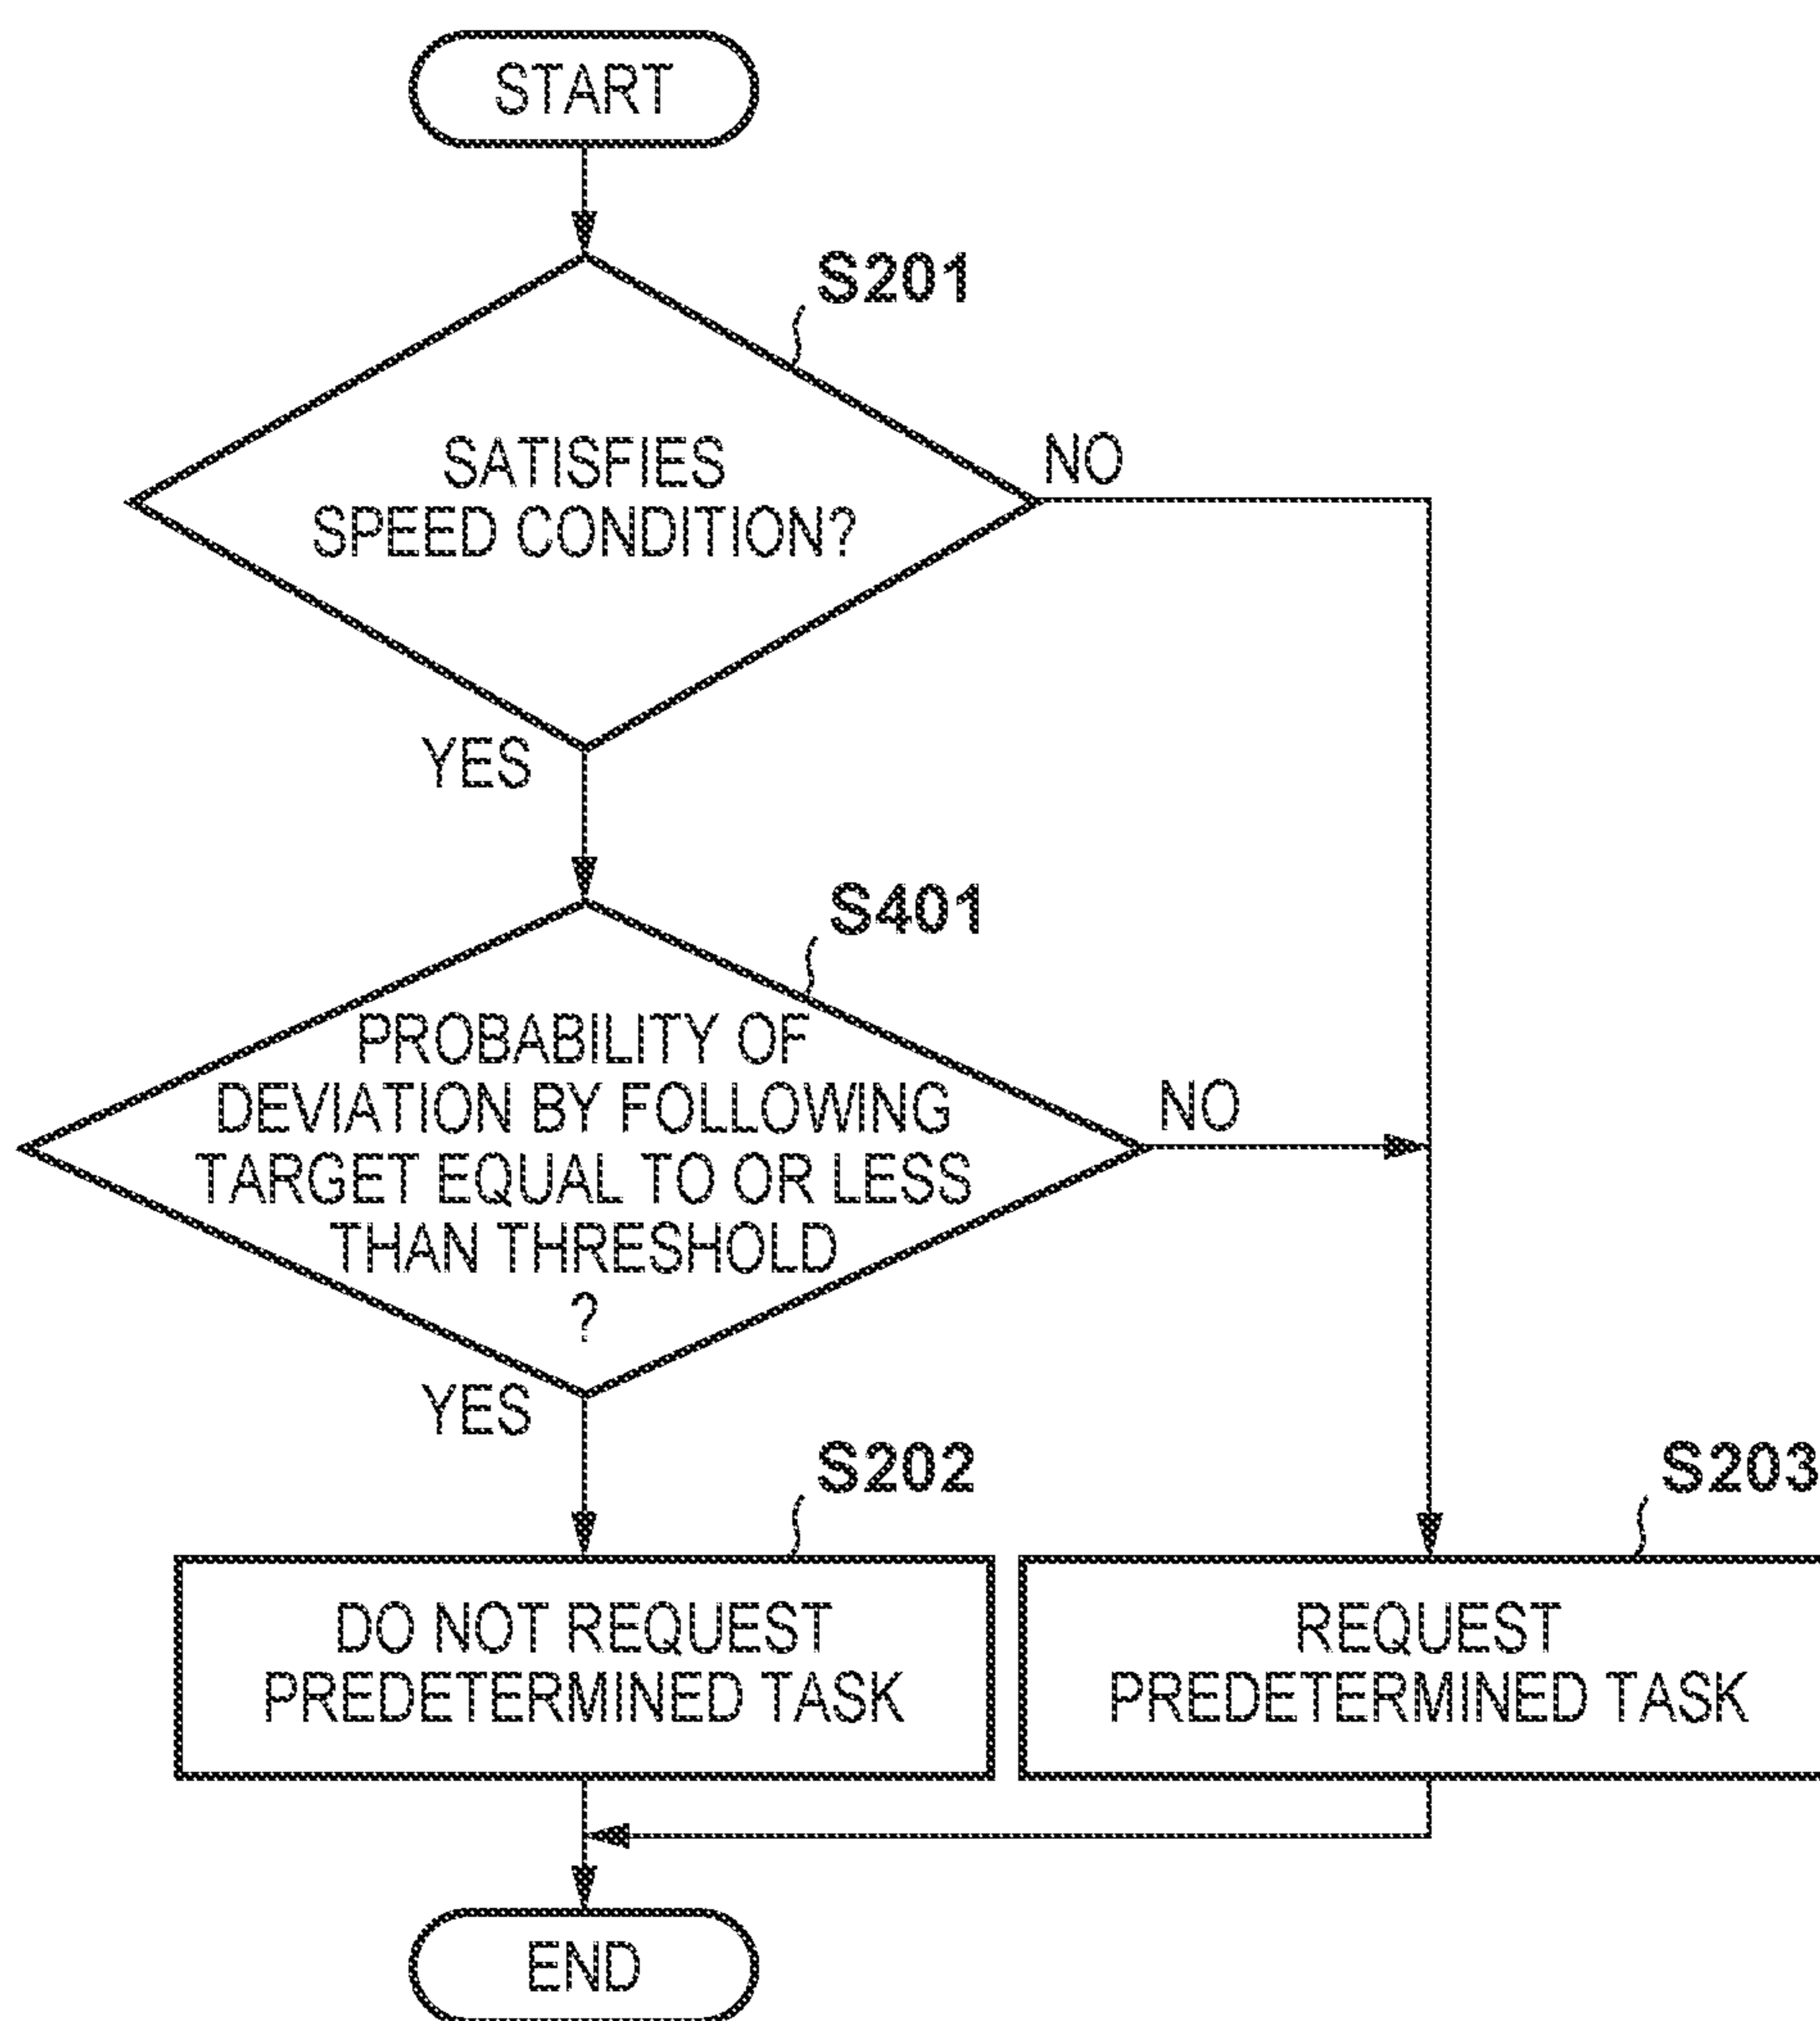 START
S201
SATISFIES
SPEED CONDITION?
NO
YES
S401
PROBABILITY OF
DEVIATION BY FOLLOWING
TARGET EQUAL TO OR LESS
THAN THRESHOLD
?
NO
YES
S202
S203
DO NOT REQUEST
PREDETERMINED TASK
REQUEST
PREDETERMINED TASK
END